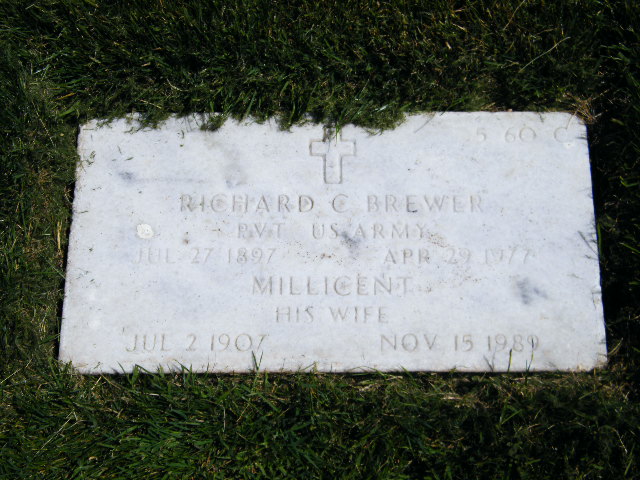 S 60 C
RICHARD C BREWER
PVT US ARMY
JUL 27 1897 APR 29 1977
MILLICENT
HIS WIFE
JUL 2 1907 NOV 15 1989